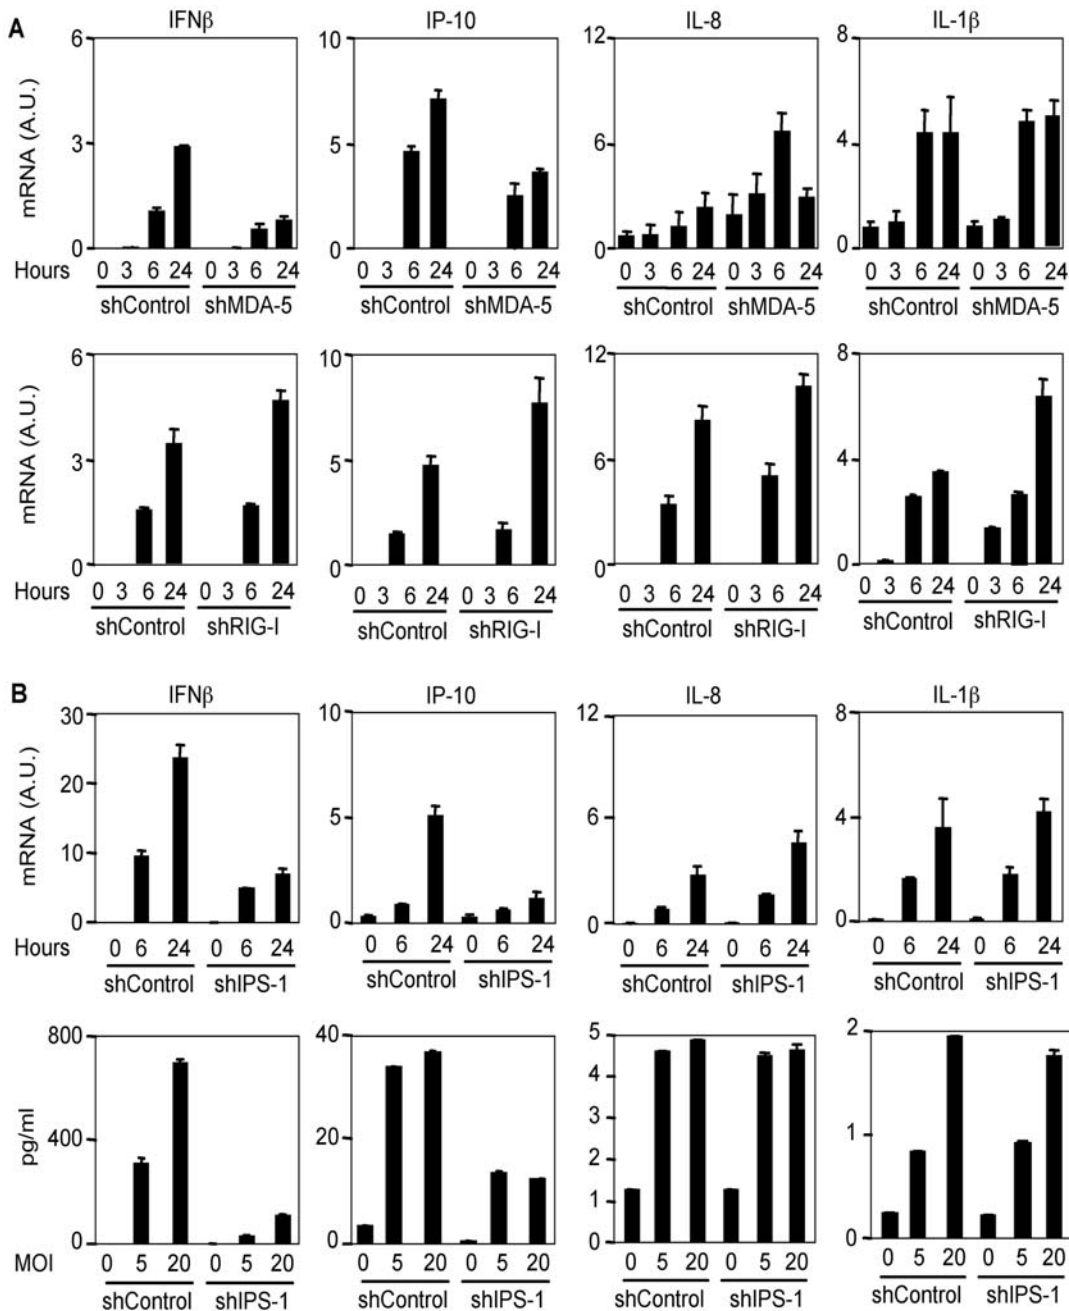 A
IFNβ IP-10 IL-8 IL-1β
mRNA (A.U.)
6 10 12 8
3 5 6 4
0 0 0 0
Hours 0 3 6 24 0 3 6 24 0 3 6 24 0 3 6 24 0 3 6 24 0 3 6 24 0 3 6 24 0 3 6 24
shControl shMDA-5 shControl shMDA-5 shControl shMDA-5 shControl shMDA-5
mRNA (A.U.)
6 10 12 8
3 5 6 4
0 0 0 0
Hours 0 3 6 24 0 3 6 24 0 3 6 24 0 3 6 24 0 3 6 24 0 3 6 24 0 3 6 24 0 3 6 24
shControl shRIG-I shControl shRIG-I shControl shRIG-I shControl shRIG-I
B
IFNβ IP-10 IL-8 IL-1β
mRNA (A.U.)
30 10 12 8
20 5 6 4
10
0 0 0 0
Hours 0 6 24 0 6 24 0 6 24 0 6 24 0 6 24 0 6 24 0 6 24 0 6 24
shControl shIPS-1 shControl shIPS-1 shControl shIPS-1 shControl shIPS-1
pg/ml
800 40 5 2
4
400 20 3 1
2
1
0 0 0 0
MOI 0 5 20 0 5 20 0 5 20 0 5 20 0 5 20 0 5 20 0 5 20 0 5 20
shControl shIPS-1 shControl shIPS-1 shControl shIPS-1 shControl shIPS-1